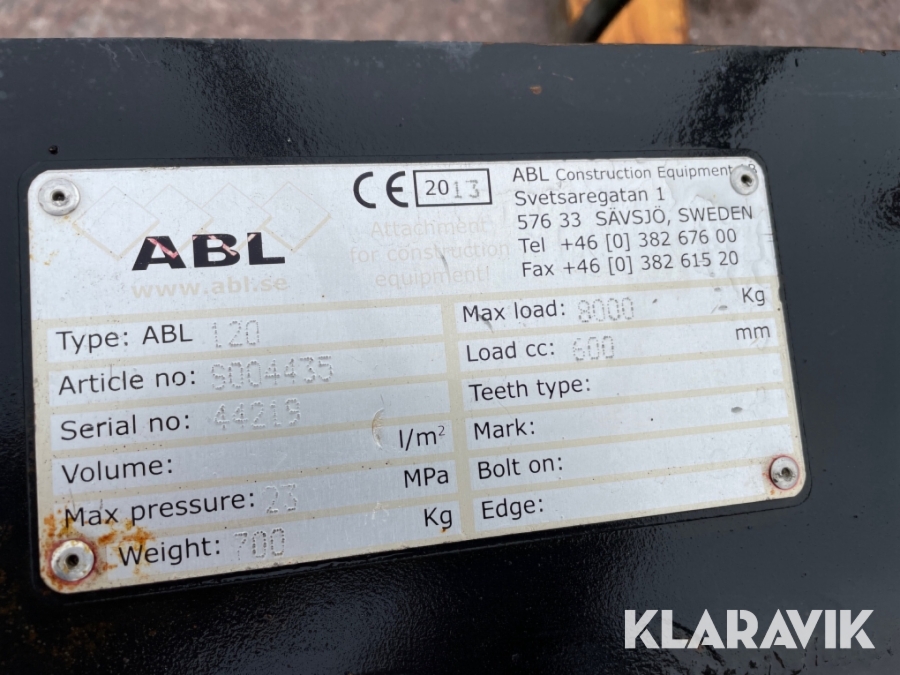 CE 2013
ABL Construction Equipment
Svetsaregatan 1
576 33 SÄVSJÖ, SWEDEN
Tel +46 [0] 382 676 00
Fax +46 [0] 382 615 20
ABL
www.abl.se
Attachment
for construction
equipment!
Type: ABL 120
Article no: S004435
Serial no: 44219
Volume: l/m²
Max pressure: 23 MPa
Weight: 700 Kg
Max load: 8000 Kg
Load cc: 600 mm
Teeth type:
Mark:
Bolt on:
Edge:
KLARAVIK